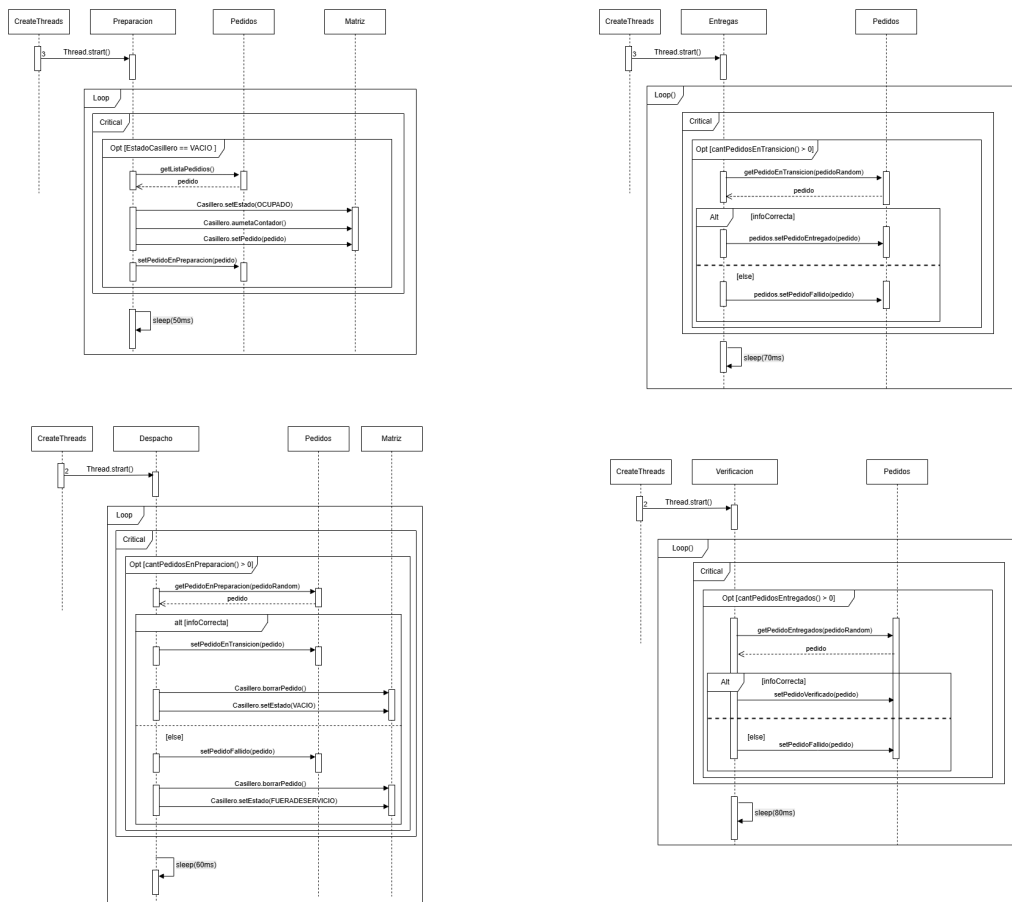 CreateThreads
Preparacion
Pedidos
Matriz
3
Thread.strart()
Loop
Critical
Opt [EstadoCasillero == VACIO ]
getListaPedidios()
pedido
Casillero.setEstado(OCUPADO)
Casillero.aumetaContador()
Casillero.setPedido(pedido)
setPedidoEnPreparacion(pedido)
sleep(50ms)
CreateThreads
Entregas
Pedidos
3
Thread.strart()
Loop()
Critical
Opt [cantPedidosEnTransicion() > 0]
getPedidoEnTransicion(pedidoRandom)
pedido
Alt
[infoCorrecta]
pedidos.setPedidoEntregado(pedido)
[else]
pedidos.setPedidoFallido(pedido)
sleep(70ms)
CreateThreads
Despacho
Pedidos
Matriz
2
Thread.strart()
Loop
Critical
Opt [cantPedidosEnPreparacion() > 0]
getPedidoEnPreparacion(pedidoRandom)
pedido
alt [infoCorrecta]
setPedidoEnTransicion(pedido)
Casillero.borrarPedido()
Casillero.setEstado(VACIO)
[else]
setPedidoFallido(pedido)
Casillero.borrarPedido()
Casillero.setEstado(FUERADESERVICIO)
sleep(60ms)
CreateThreads
Verificacion
Pedidos
2
Thread.strart()
Loop()
Critical
Opt [cantPedidosEntregados() > 0]
getPedidoEntregados(pedidoRandom)
pedido
Alt
[infoCorrecta]
setPedidoVerificado(pedido)
[else]
setPedidoFallido(pedido)
sleep(80ms)